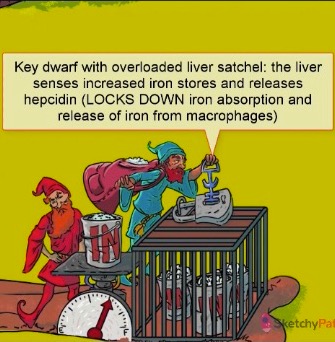 Key dwarf with overloaded liver satchel: the liver
senses increased iron stores and releases
hepcidin (LOCKS DOWN iron absorption and
release of iron from macrophages)
SketchyPat